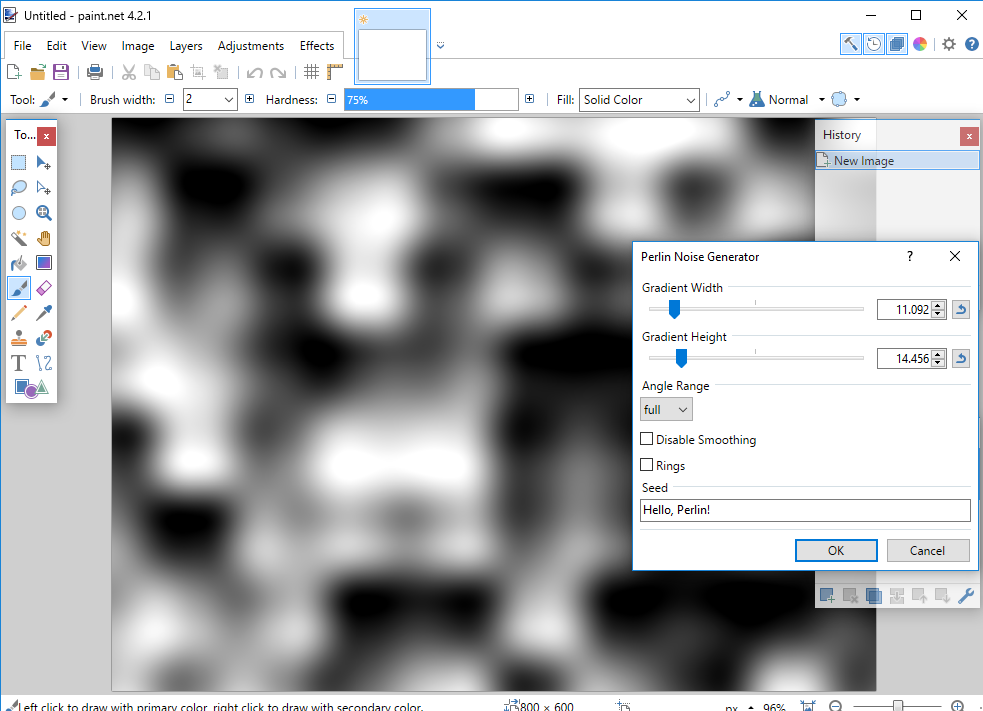 Untitled - paint.net 4.2.1
File Edit View Image Layers Adjustments Effects
Tool: Brush width: 2 Hardness: 75% Fill: Solid Color Normal
To...
History
New Image
Perlin Noise Generator
Gradient Width
11.092
Gradient Height
14.456
Angle Range
full
Disable Smoothing
Rings
Seed
Hello, Perlin!
OK Cancel
Left click to draw with primary color, right click to draw with secondary color. 800 × 600 px 96%